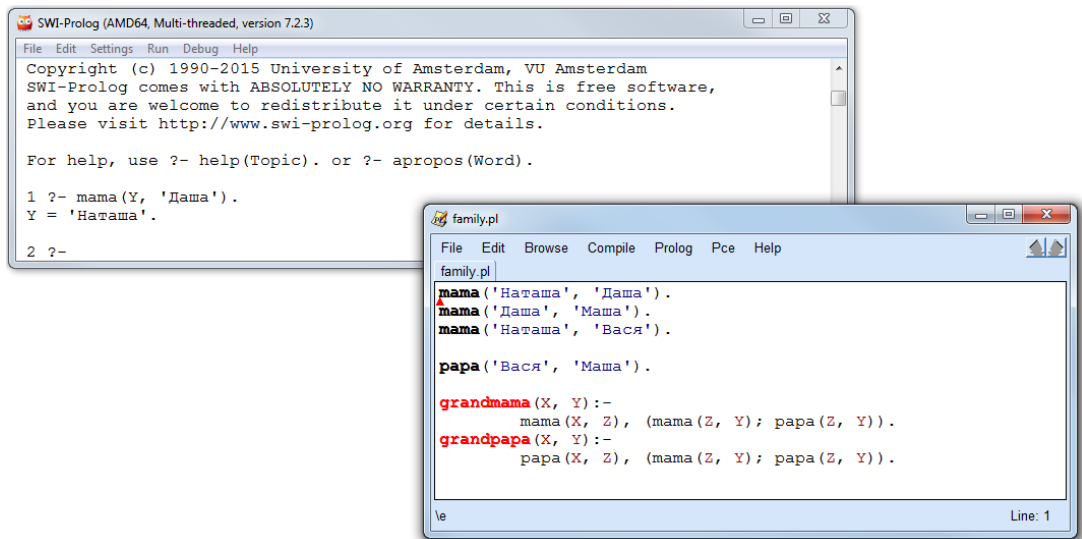 SWI-Prolog (AMD64, Multi-threaded, version 7.2.3)
File Edit Settings Run Debug Help
Copyright (c) 1990-2015 University of Amsterdam, VU Amsterdam
SWI-Prolog comes with ABSOLUTELY NO WARRANTY. This is free software,
and you are welcome to redistribute it under certain conditions.
Please visit http://www.swi-prolog.org for details.
For help, use ?- help(Topic). or ?- apropos(Word).
1 ?- mama(Y, 'Даша').
Y = 'Наташа'.
2 ?-
family.pl
File Edit Browse Compile Prolog Pce Help
family.pl
mama('Наташа', 'Даша').
mama('Даша', 'Маша').
mama('Наташа', 'Вася').
papa('Вася', 'Маша').
grandmama(X, Y):-
mama(X, Z), (mama(Z, Y); papa(Z, Y)).
grandpapa(X, Y):-
papa(X, Z), (mama(Z, Y); papa(Z, Y)).
\e
Line: 1